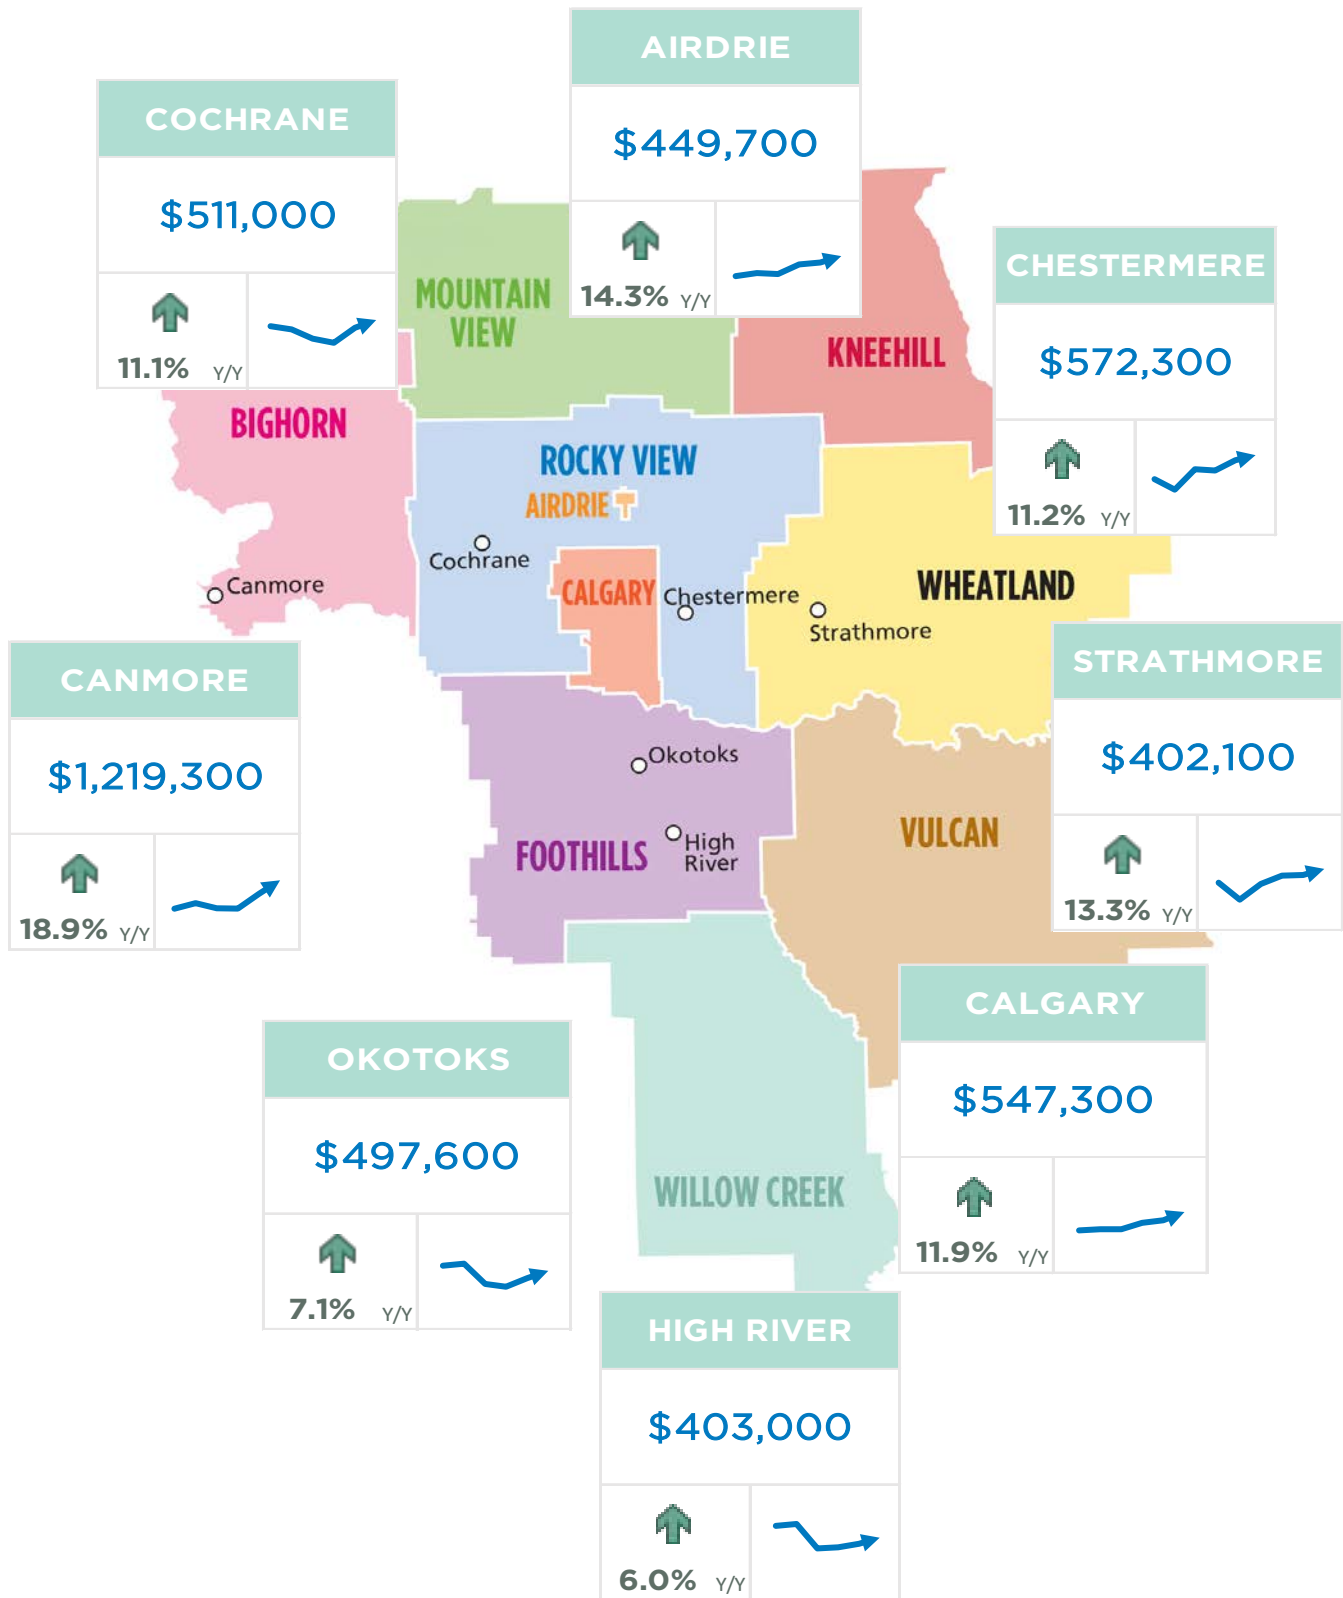 AIRDRIE
$449,700
14.3% Y/Y
COCHRANE
$511,000
11.1% Y/Y
CHESTERMERE
$572,300
11.2% Y/Y
MOUNTAIN
VIEW
KNEEHILL
BIGHORN
ROCKY VIEW
AIRDRIE
Cochrane
Canmore
CALGARY
Chestermere
WHEATLAND
Strathmore
CANMORE
$1,219,300
18.9% Y/Y
STRATHMORE
$402,100
13.3% Y/Y
Okotoks
High
River
FOOTHILLS
VULCAN
CALGARY
$547,300
11.9% Y/Y
OKOTOKS
$497,600
7.1% Y/Y
WILLOW CREEK
HIGH RIVER
$403,000
6.0% Y/Y